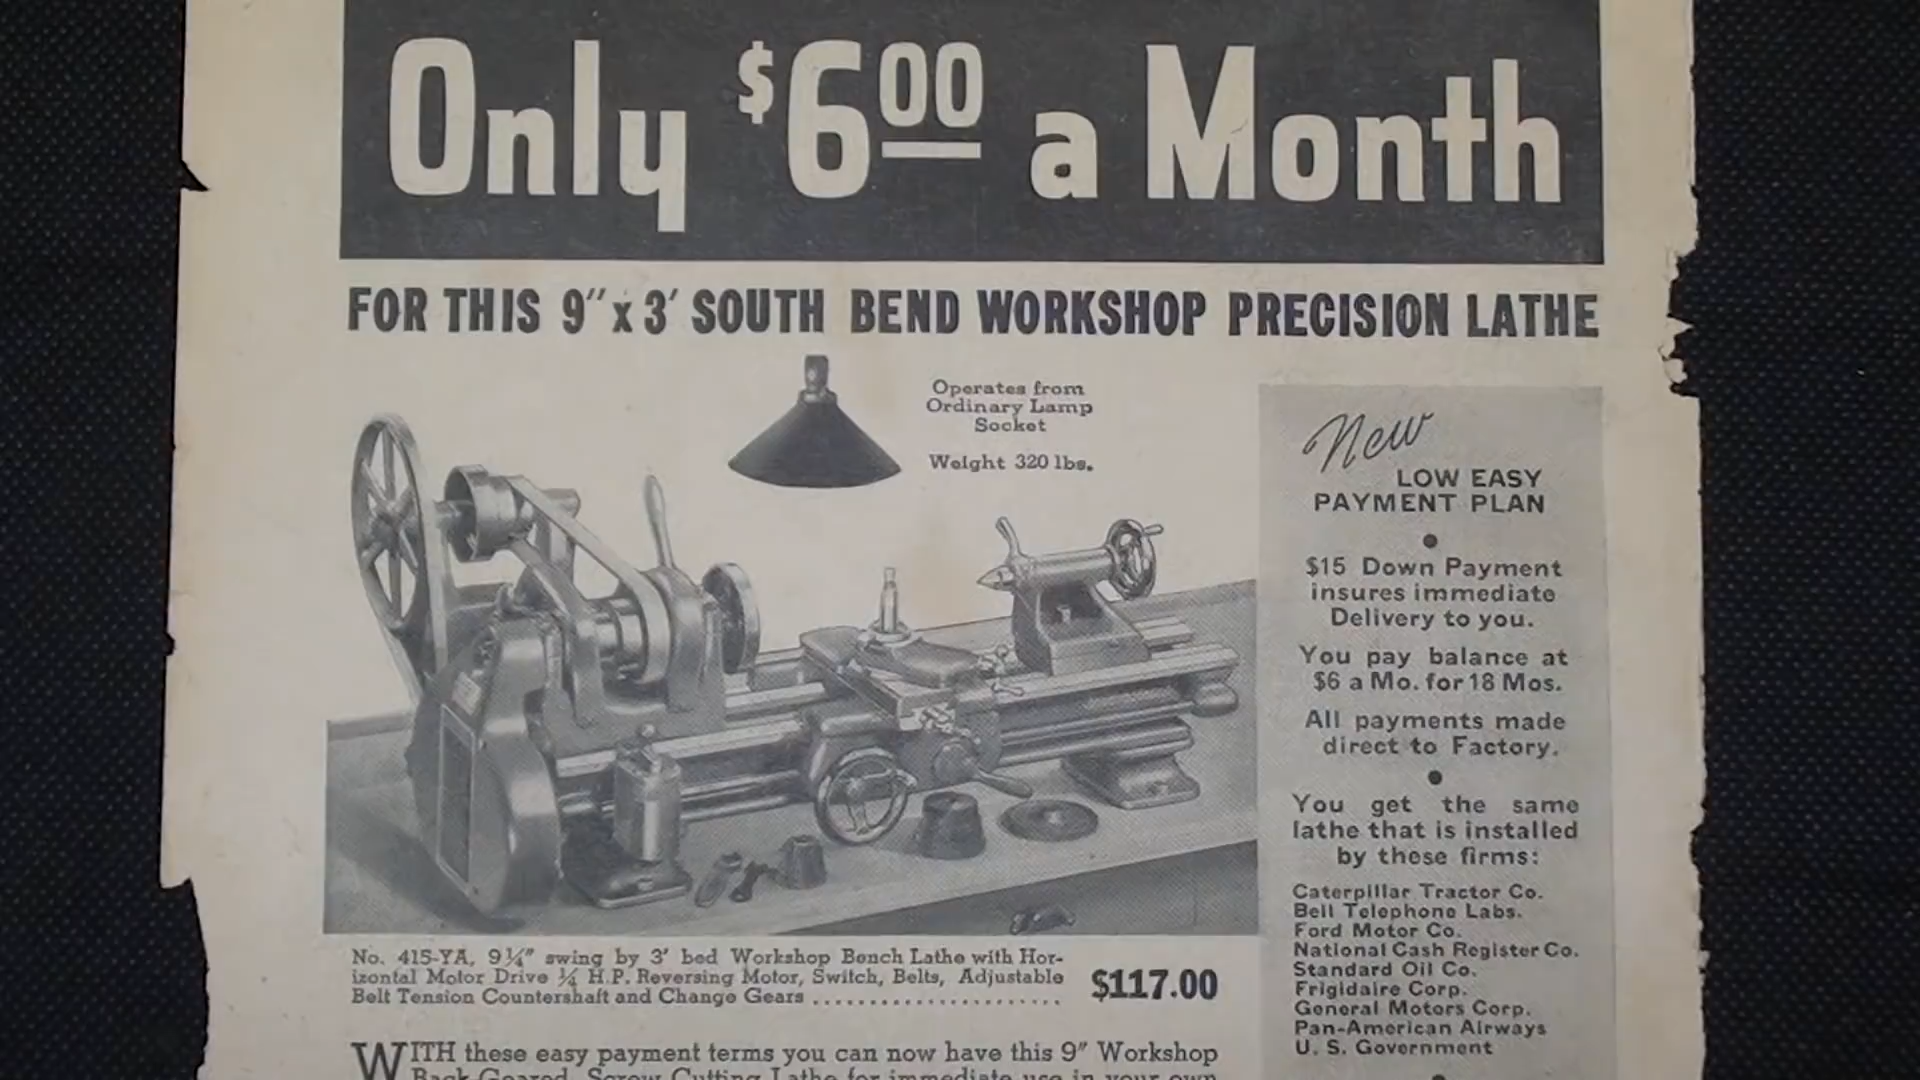 Only $6.00 a Month
FOR THIS 9″ x 3′ SOUTH BEND WORKSHOP PRECISION LATHE
Operates from
Ordinary Lamp
Socket
Weight 320 lbs.
No. 415-YA, 9¼″ swing by 3′ bed Workshop Bench Lathe with Hor-
izontal Motor Drive ¼ H.P. Reversing Motor, Switch, Belts, Adjustable
Belt Tension Countershaft and Change Gears ........................
$117.00
WITH these easy payment terms you can now have this 9″ Workshop
Back Geared, Screw Cutting Lathe for immediate use in your own
New
LOW EASY
PAYMENT PLAN
$15 Down Payment
insures immediate
Delivery to you.
You pay balance at
$6 a Mo. for 18 Mos.
All payments made
direct to Factory.
You get the same
lathe that is installed
by these firms:
Caterpillar Tractor Co.
Bell Telephone Labs.
Ford Motor Co.
National Cash Register Co.
Standard Oil Co.
Frigidaire Corp.
General Motors Corp.
Pan-American Airways
U. S. Government